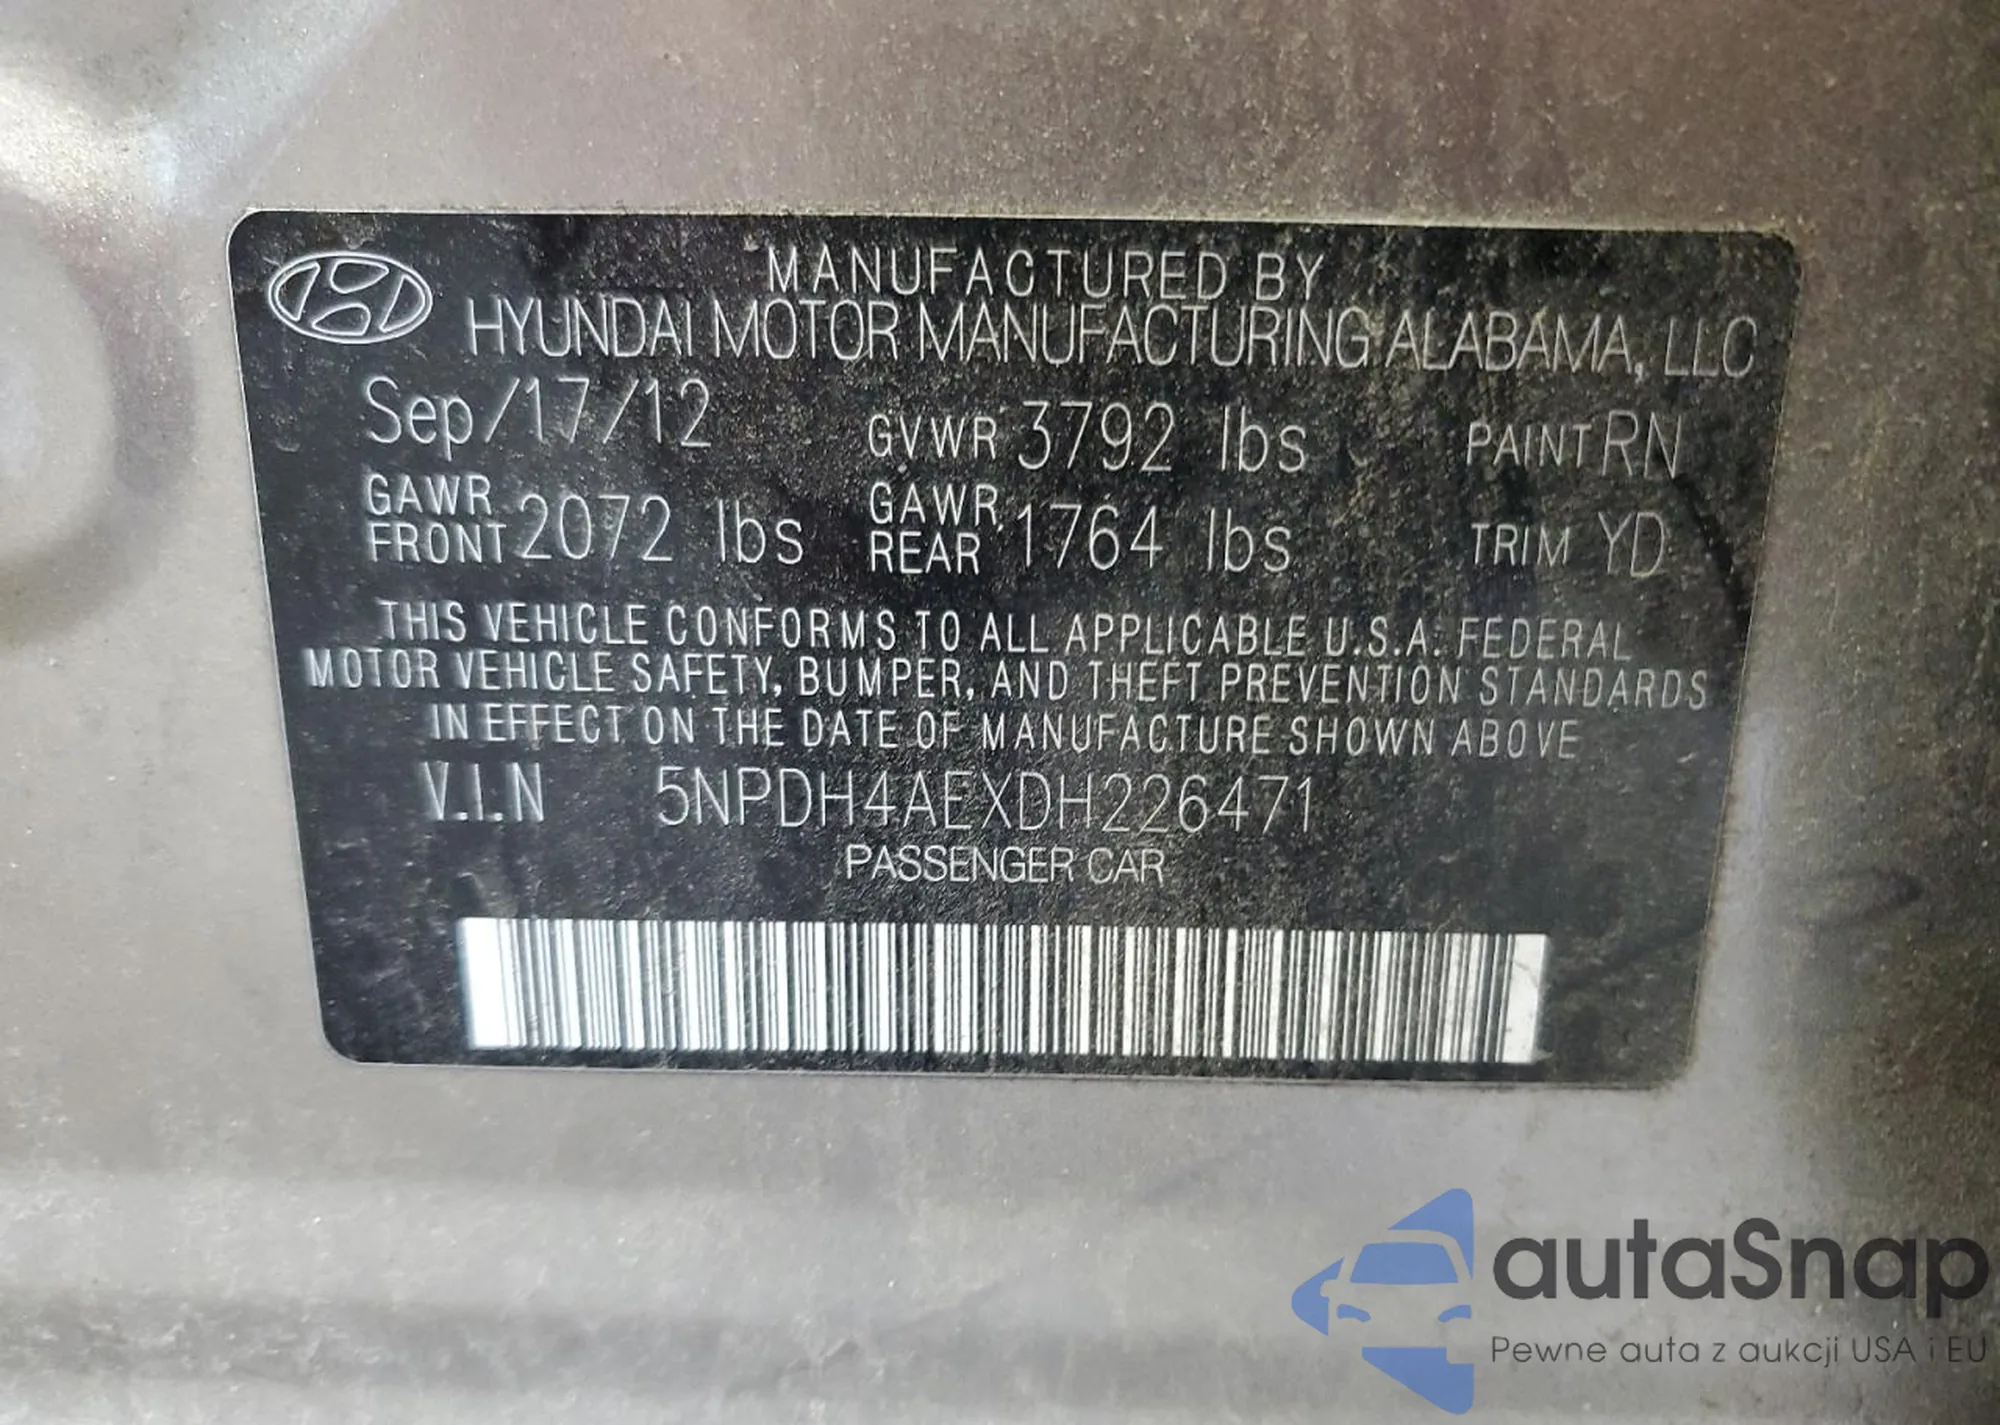 MANUFACTURED BY
HYUNDAI MOTOR MANUFACTURING ALABAMA, LLC
Sep/17/12 GVWR 3792 lbs PAINT RN
GAWR FRONT 2072 lbs GAWR REAR 1764 lbs TRIM YD
THIS VEHICLE CONFORMS TO ALL APPLICABLE U.S.A. FEDERAL
MOTOR VEHICLE SAFETY, BUMPER, AND THEFT PREVENTION STANDARDS
IN EFFECT ON THE DATE OF MANUFACTURE SHOWN ABOVE
V.I.N 5NPDH4AEXDH226471
PASSENGER CAR
autaSnap
Pewne auta z aukcji USA i EU